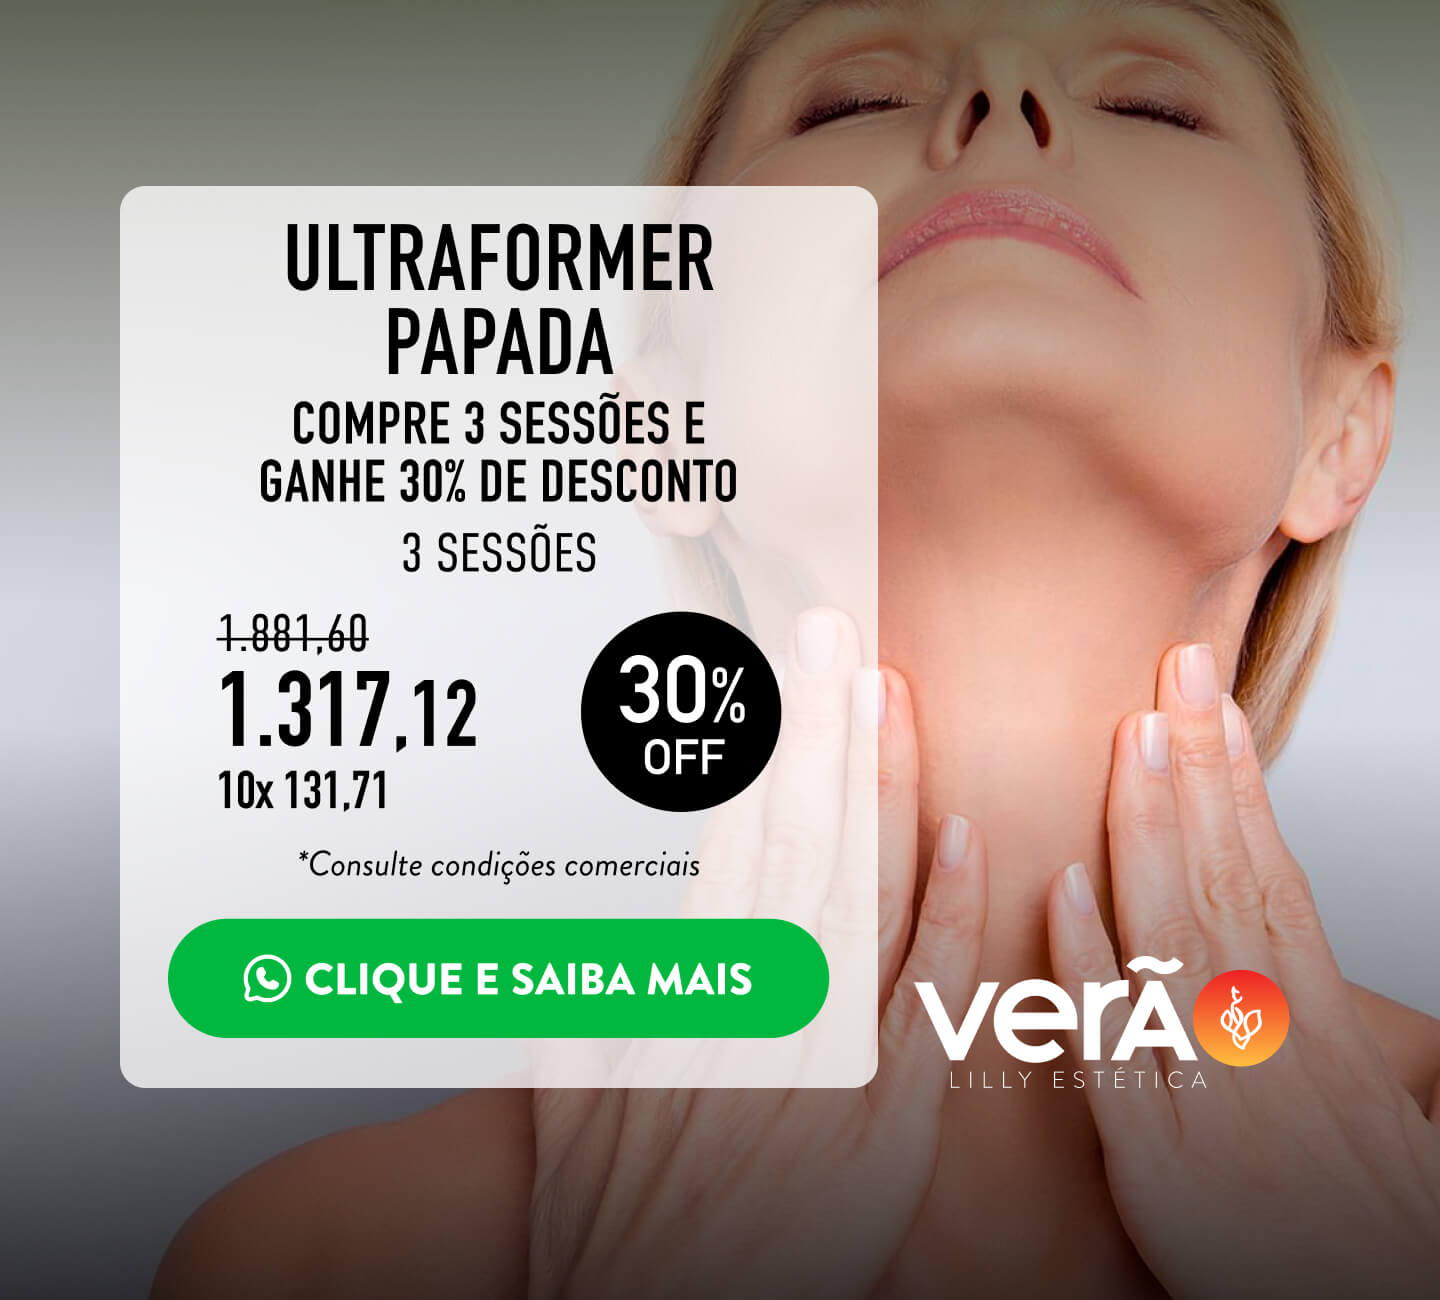 ULTRAFORMER
PAPADA
COMPRE 3 SESSÕES E
GANHE 30% DE DESCONTO
3 SESSÕES
1.881,60
1.317,12
10x 131,71
30%
OFF
*Consulte condições comerciais
CLIQUE E SAIBA MAIS
verão
LILLY ESTÉTICA